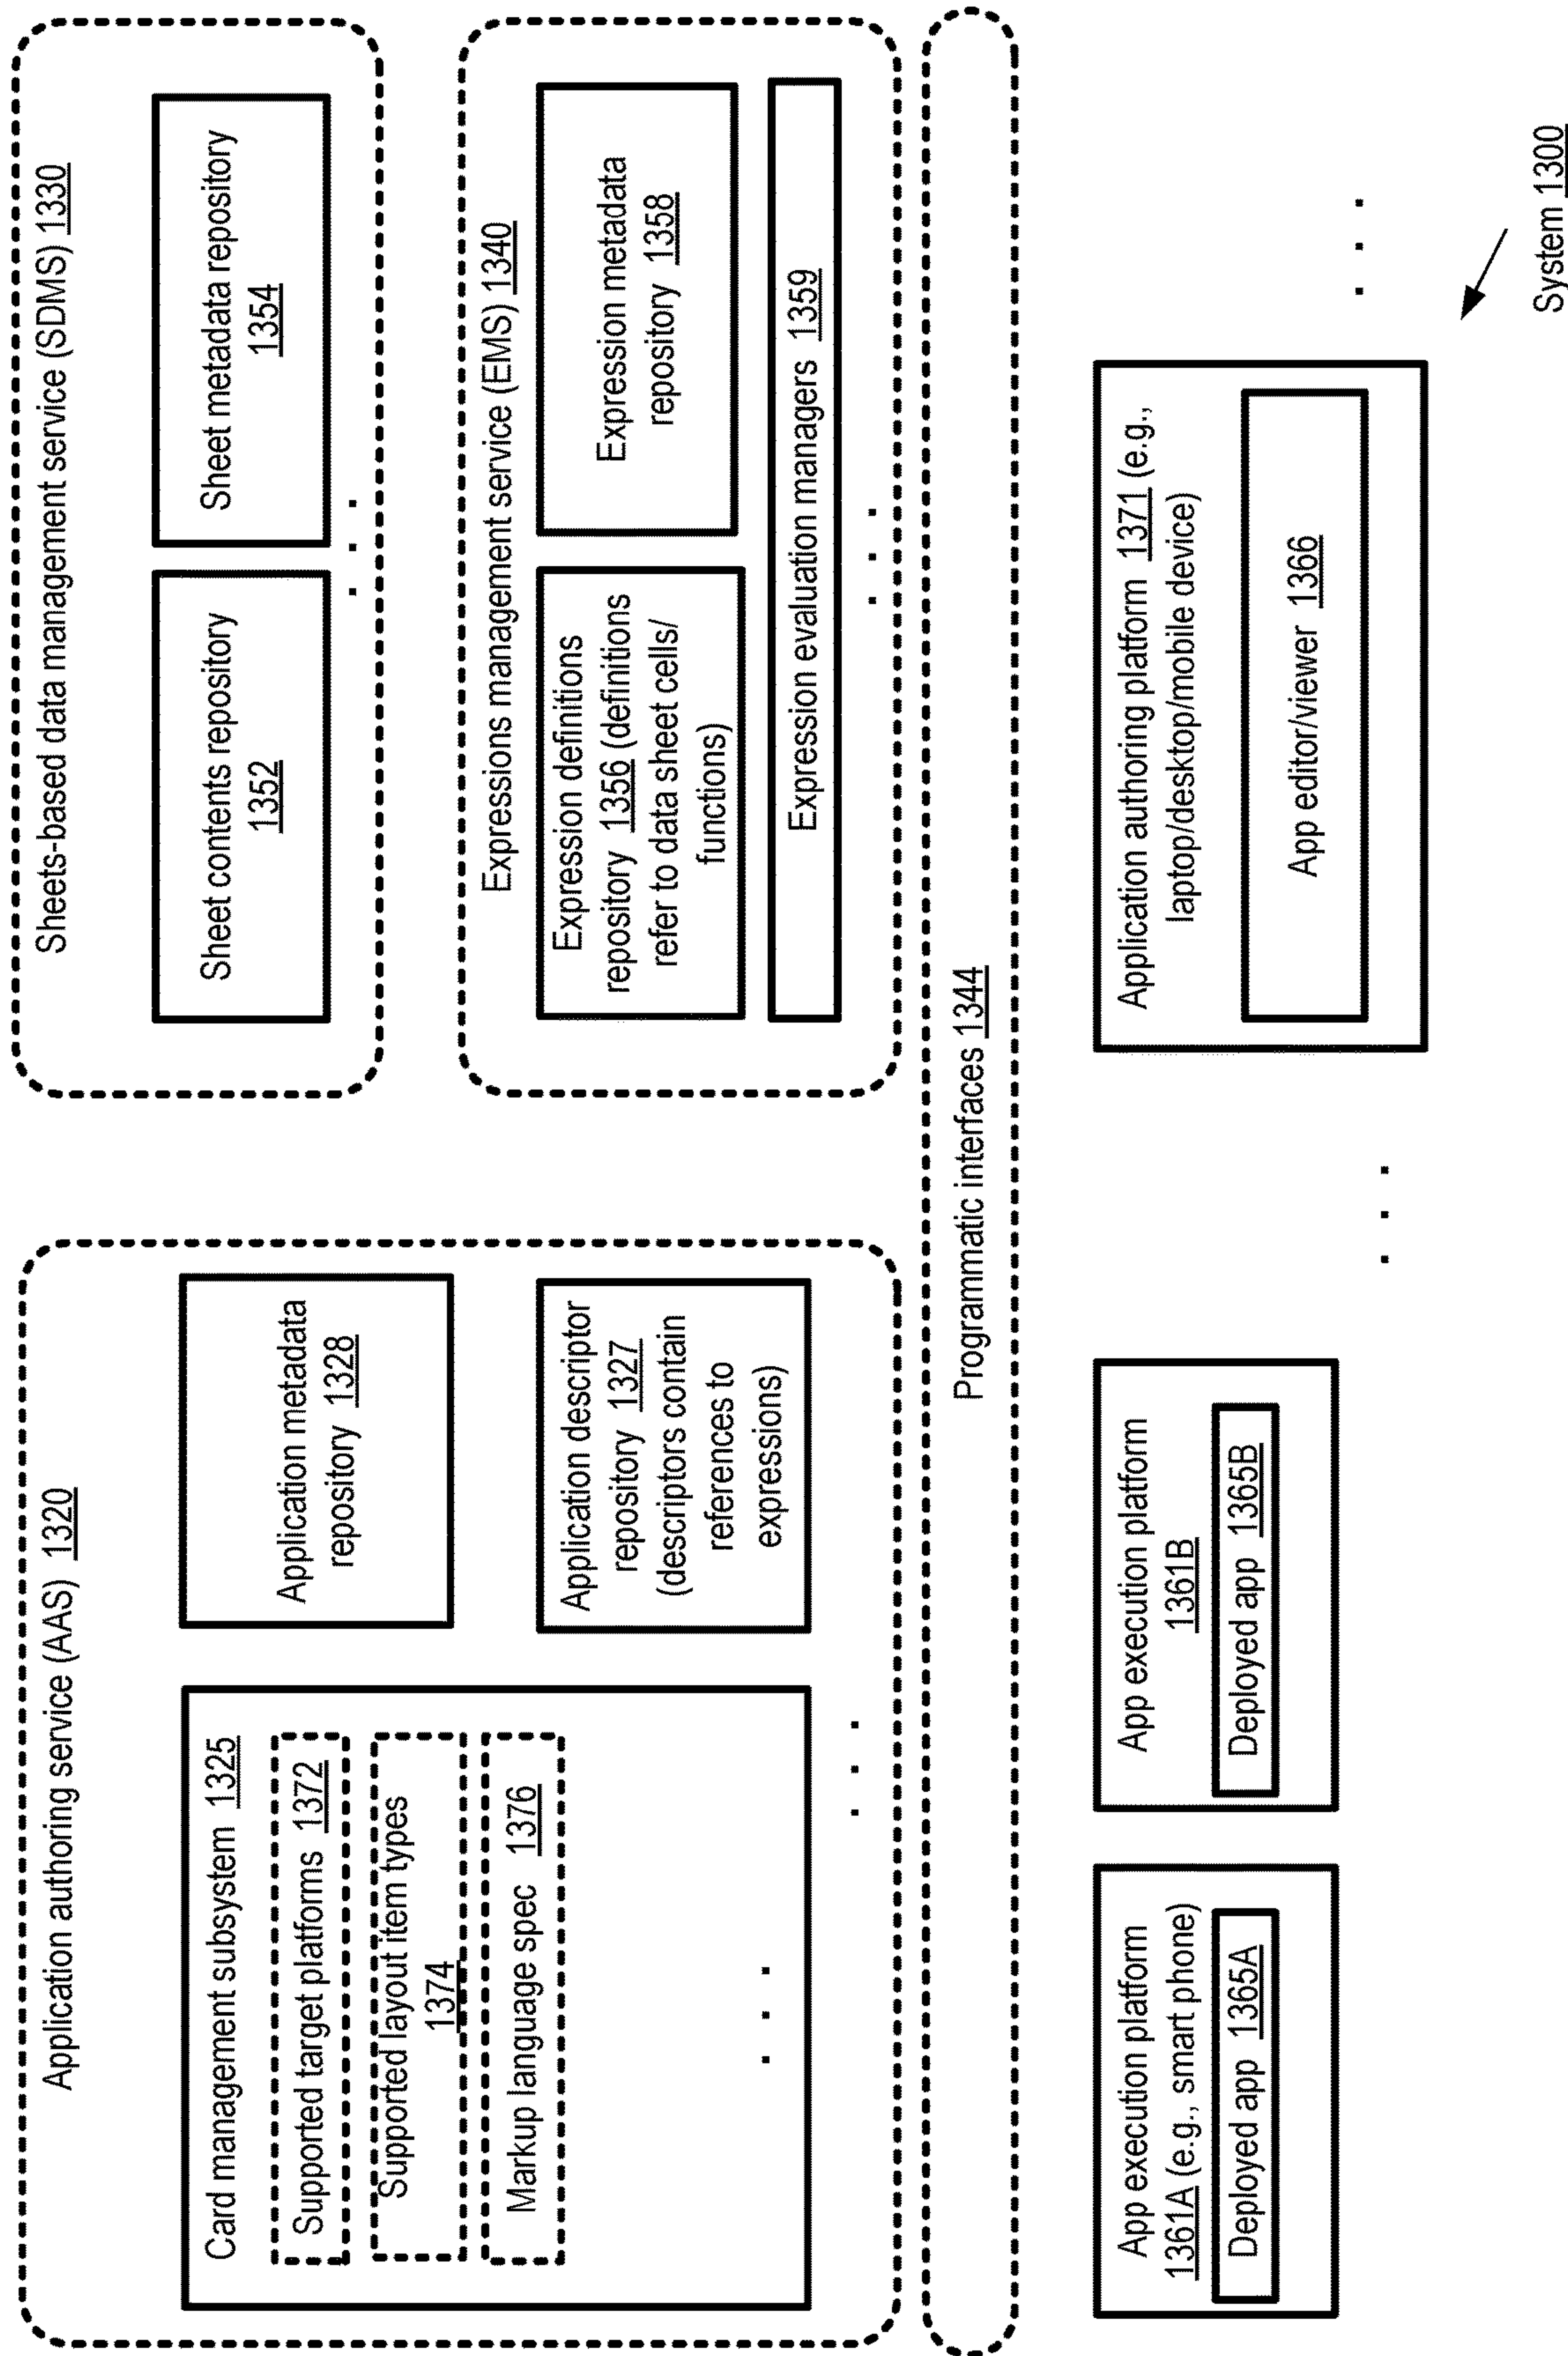 Application authoring service (AAS) 1320
Card management subsystem 1325
Supported target platforms 1372
Supported layout item types
1374
Markup language spec 1376
Application metadata
repository 1328
Application descriptor
repository 1327
(descriptors contain
references to
expressions)
Sheets-based data management service (SDMS) 1330
Sheet contents repository
1352
Sheet metadata repository
1354
Expressions management service (EMS) 1340
Expression definitions
repository 1356 (definitions
refer to data sheet cells/
functions)
Expression metadata
repository 1358
Expression evaluation managers 1359
Programmatic interfaces 1344
App execution platform
1361A (e.g., smart phone)
Deployed app 1365A
App execution platform
1361B
Deployed app 1365B
Application authoring platform 1371 (e.g.,
laptop/desktop/mobile device)
App editor/viewer 1366
System 1300